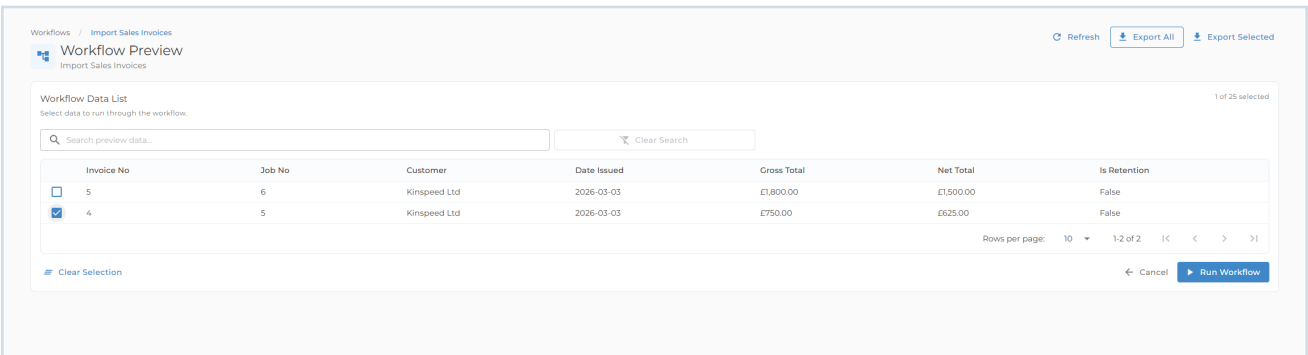 Workflows / Import Sales Invoices
Workflow Preview
Import Sales Invoices
Refresh Export All Export Selected
Workflow Data List
1 of 25 selected
Select data to run through the workflow.
Search preview data... Clear Search
Invoice No Job No Customer Date Issued Gross Total Net Total Is Retention
5 6 Kinspeed Ltd 2026-03-03 £1,800.00 £1,500.00 False
4 5 Kinspeed Ltd 2026-03-03 £750.00 £625.00 False
Rows per page: 10 1-2 of 2
Clear Selection Cancel Run Workflow